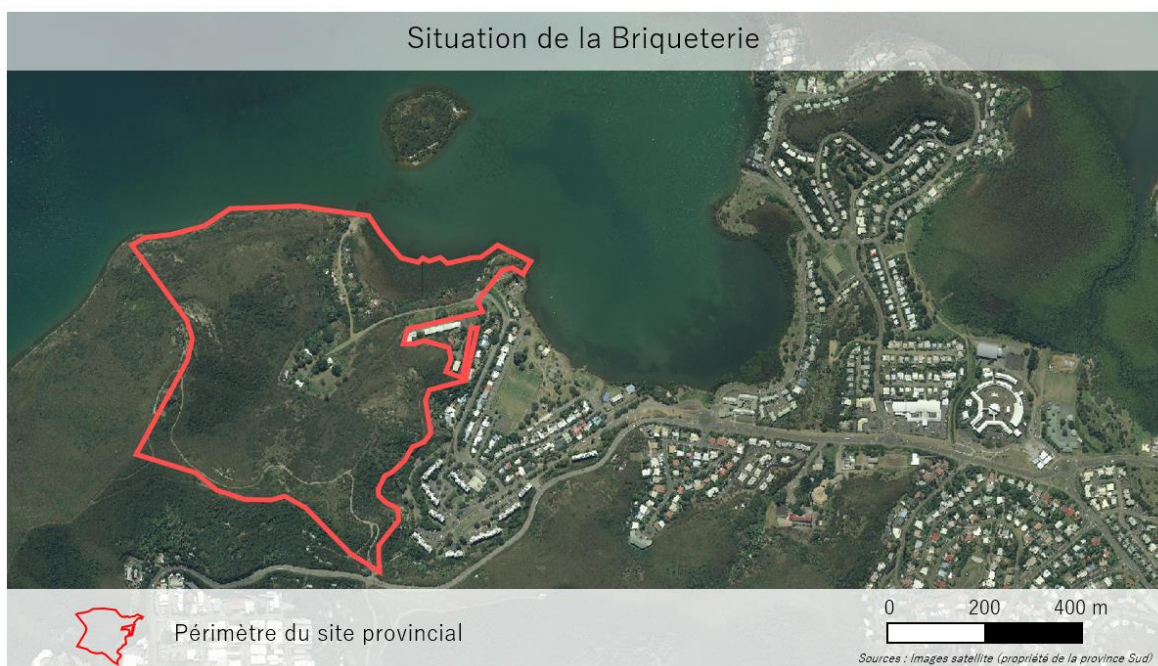 Situation de la Briqueterie
Périmètre du site provincial
0 200 400 m
Sources : Images satellite (propriété de la province Sud)